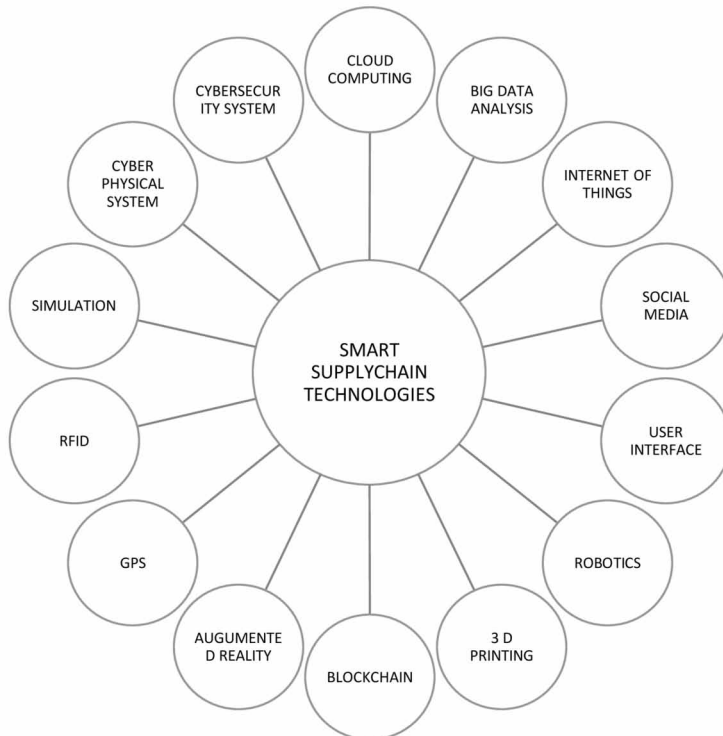 CLOUD
COMPUTING
BIG DATA
ANALYSIS
INTERNET OF
THINGS
SOCIAL
MEDIA
USER
INTERFACE
ROBOTICS
3 D
PRINTING
BLOCKCHAIN
AUGUMENTE
D REALITY
GPS
RFID
SIMULATION
CYBER
PHYSICAL
SYSTEM
CYBERSECUR
ITY SYSTEM
SMART
SUPPLYCHAIN
TECHNOLOGIES